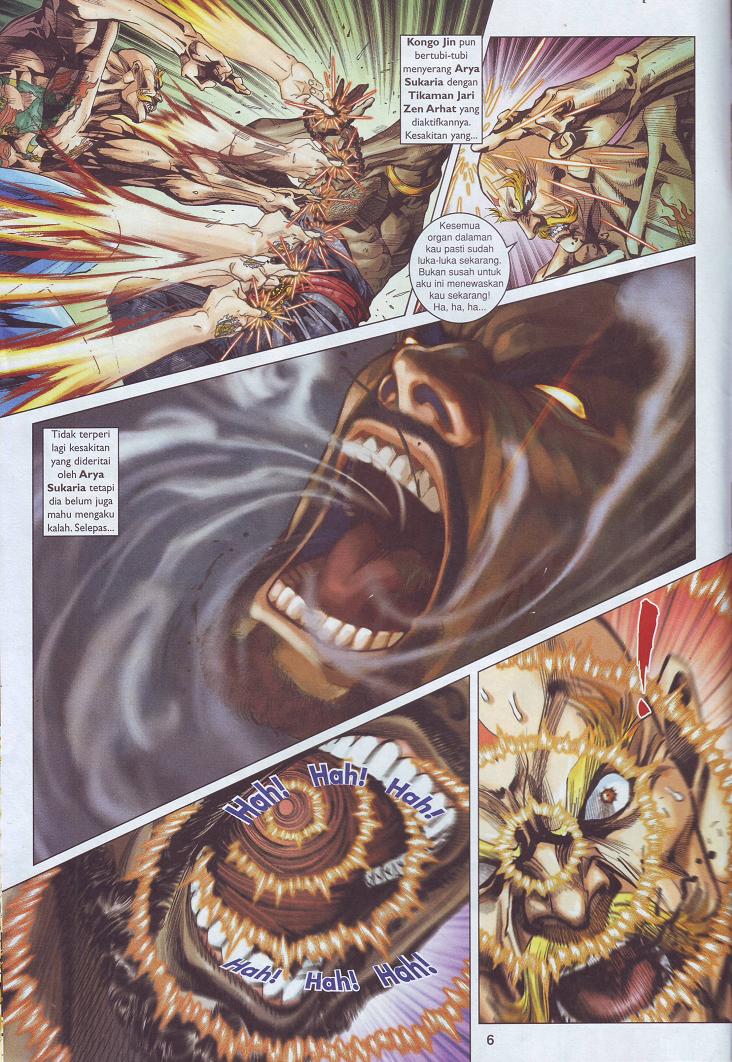 Kongo Jin pun
bertubi-tubi
menyerang Arya
Sukaria dengan
Tikaman Jari
Zen Arhat yang
diaktifkannya.
Kesakitan yang...
Kesemua
organ dalaman
kau pasti sudah
luka-luka sekarang.
Bukan susah untuk
aku ini menewaskan
kau sekarang!
Ha, ha, ha...
Tidak terperi
lagi kesakitan
yang dideritai
oleh Arya
Sukaria tetapi
dia belum juga
mahu mengaku
kalah. Selepas...
!
Hah! Hah! Hah!
Hah! Hah! Hah!
6